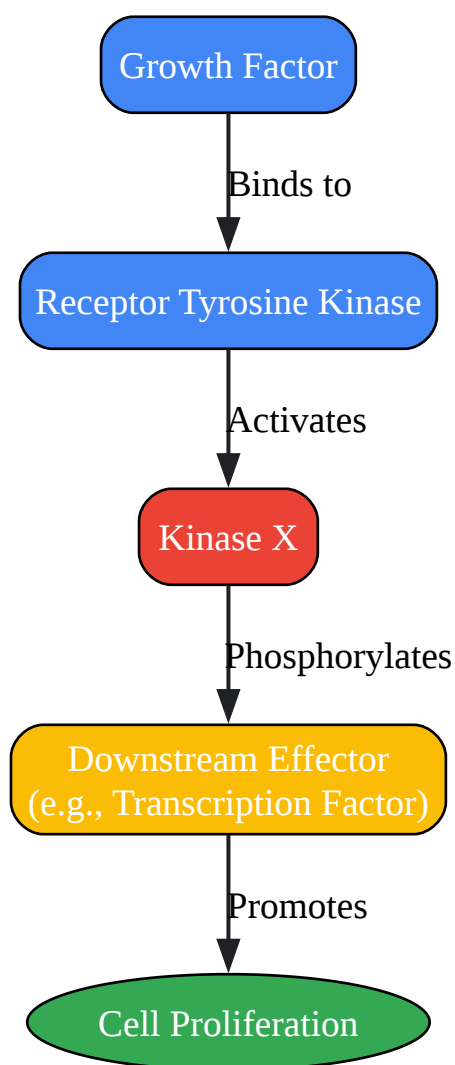 Growth Factor
Binds to
Receptor Tyrosine Kinase
Activates
Kinase X
Phosphorylates
Downstream Effector
(e.g., Transcription Factor)
Promotes
Cell Proliferation